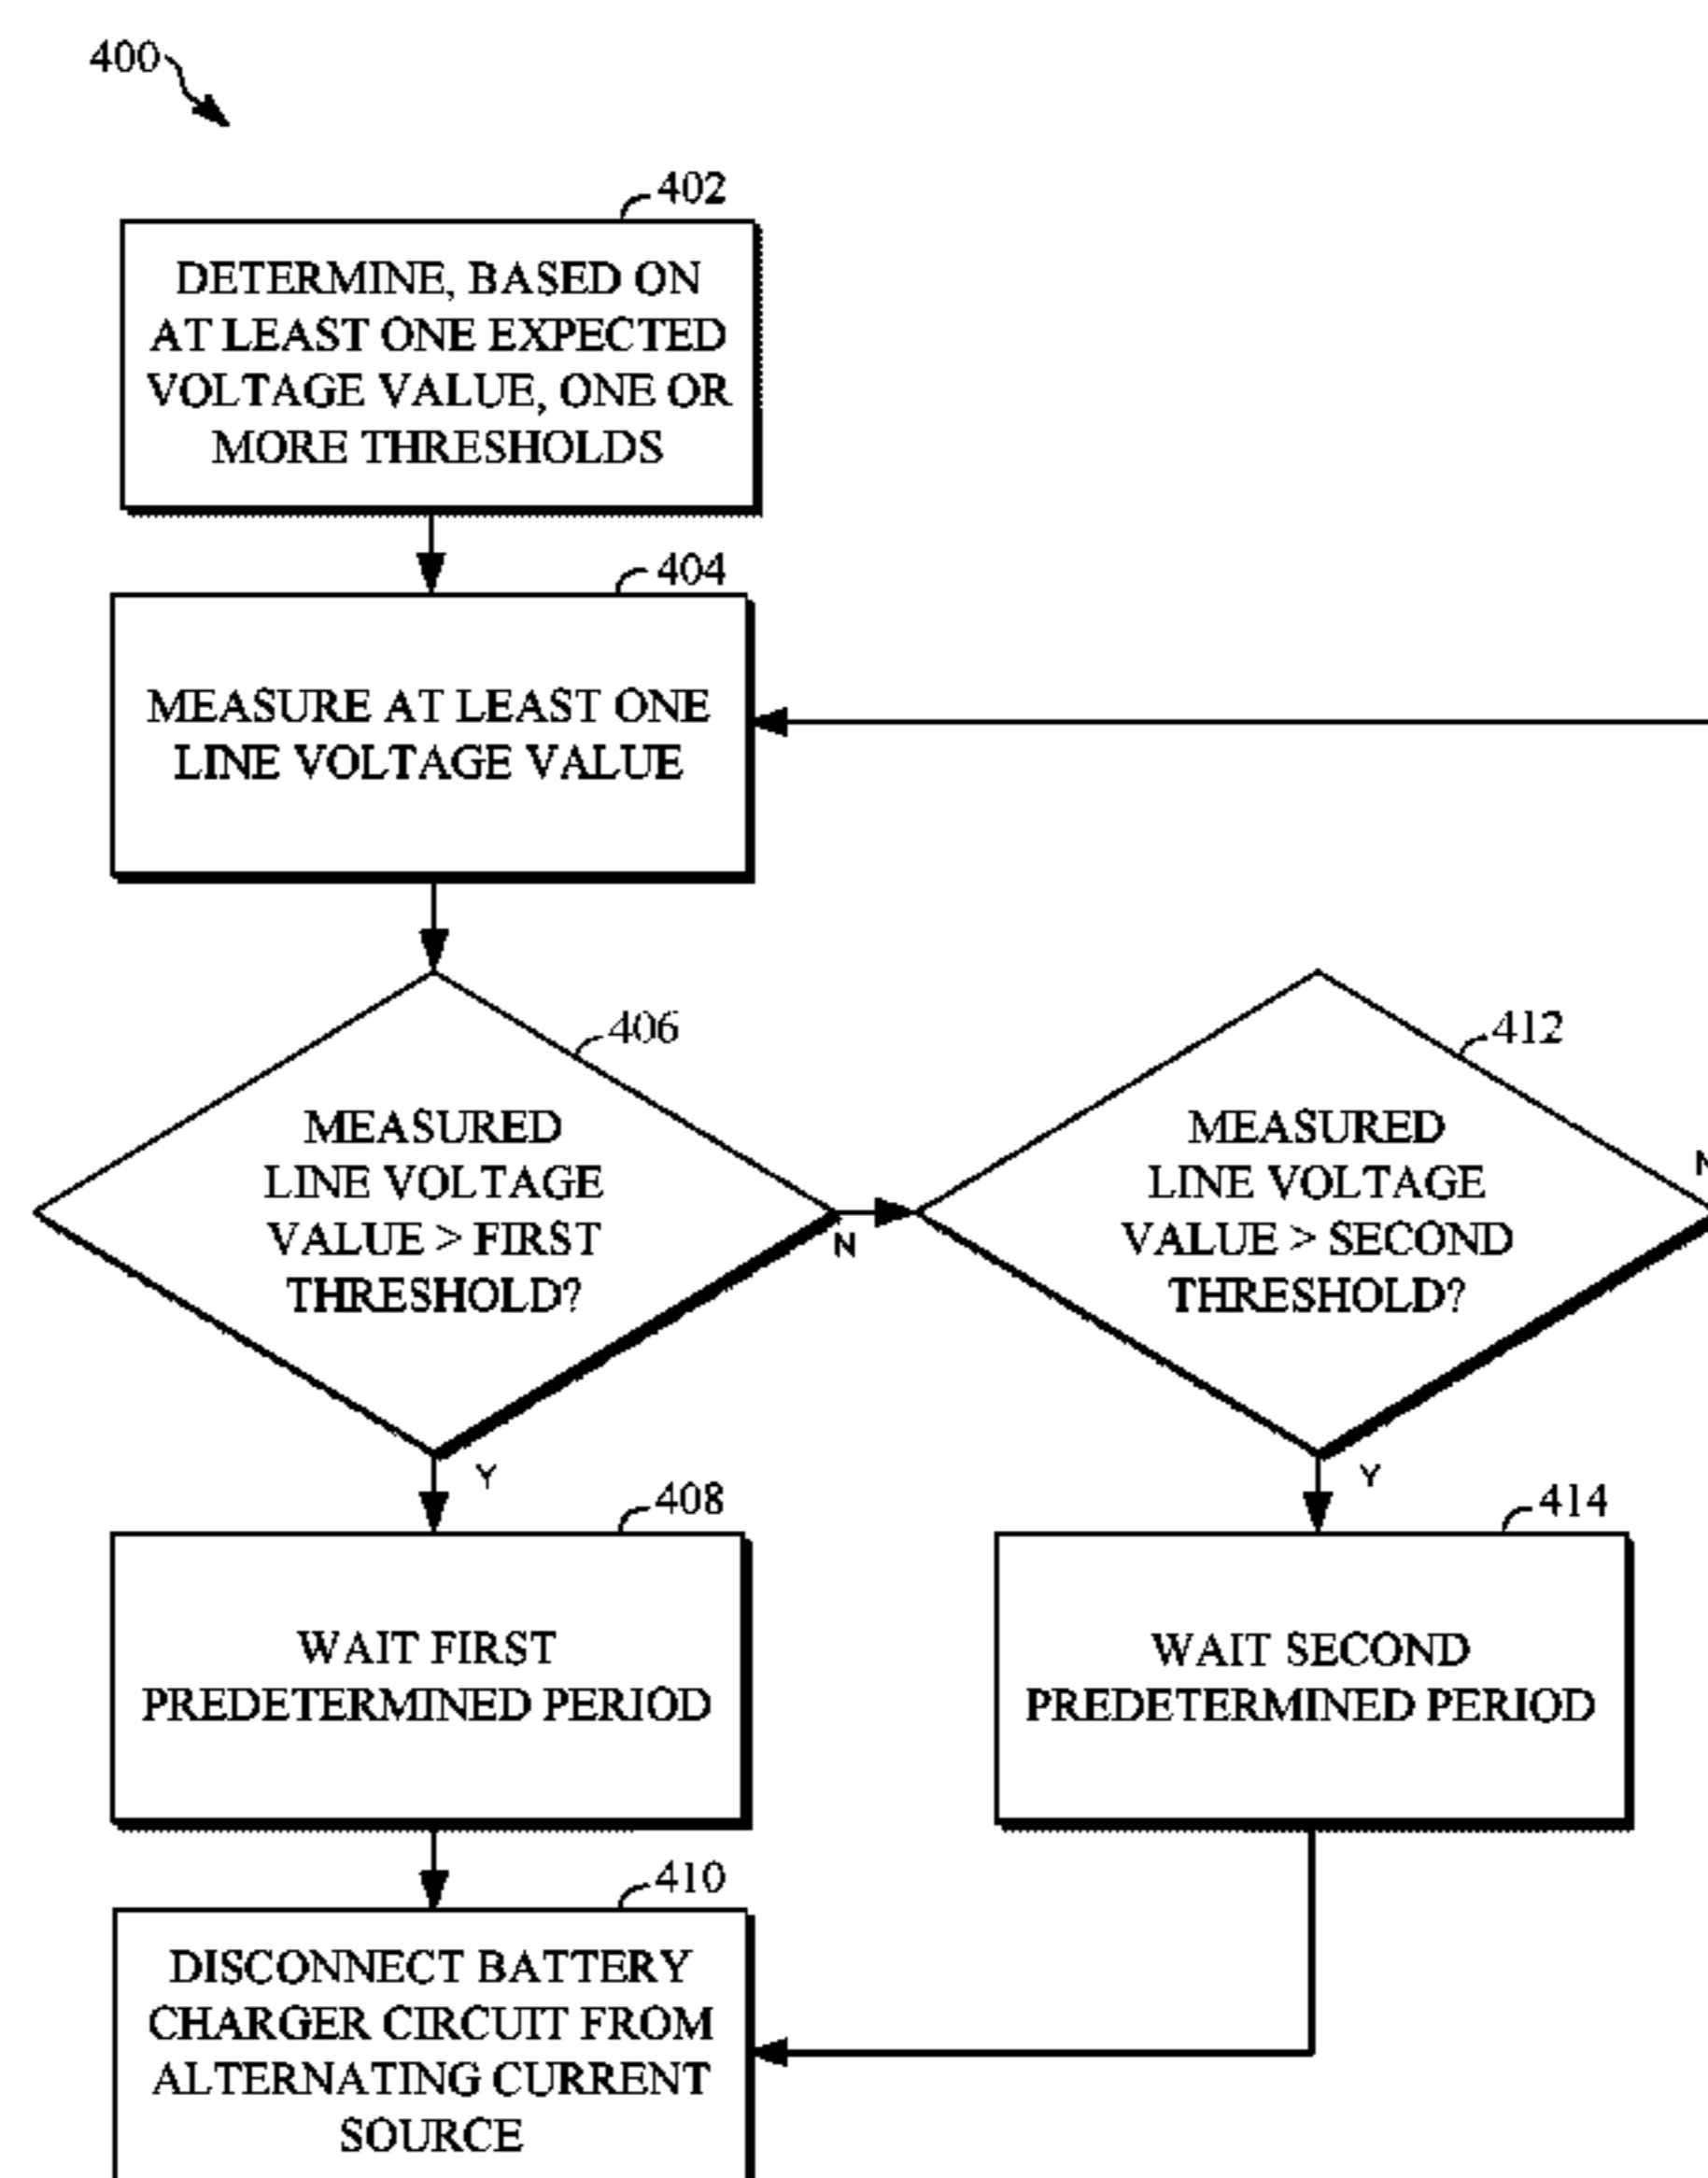 400
402
DETERMINE, BASED ON
AT LEAST ONE EXPECTED
VOLTAGE VALUE, ONE OR
MORE THRESHOLDS
404
MEASURE AT LEAST ONE
LINE VOLTAGE VALUE
406
MEASURED
LINE VOLTAGE
VALUE > FIRST
THRESHOLD?
N
Y
412
MEASURED
LINE VOLTAGE
VALUE > SECOND
THRESHOLD?
Y
408
WAIT FIRST
PREDETERMINED PERIOD
414
WAIT SECOND
PREDETERMINED PERIOD
410
DISCONNECT BATTERY
CHARGER CIRCUIT FROM
ALTERNATING CURRENT
SOURCE